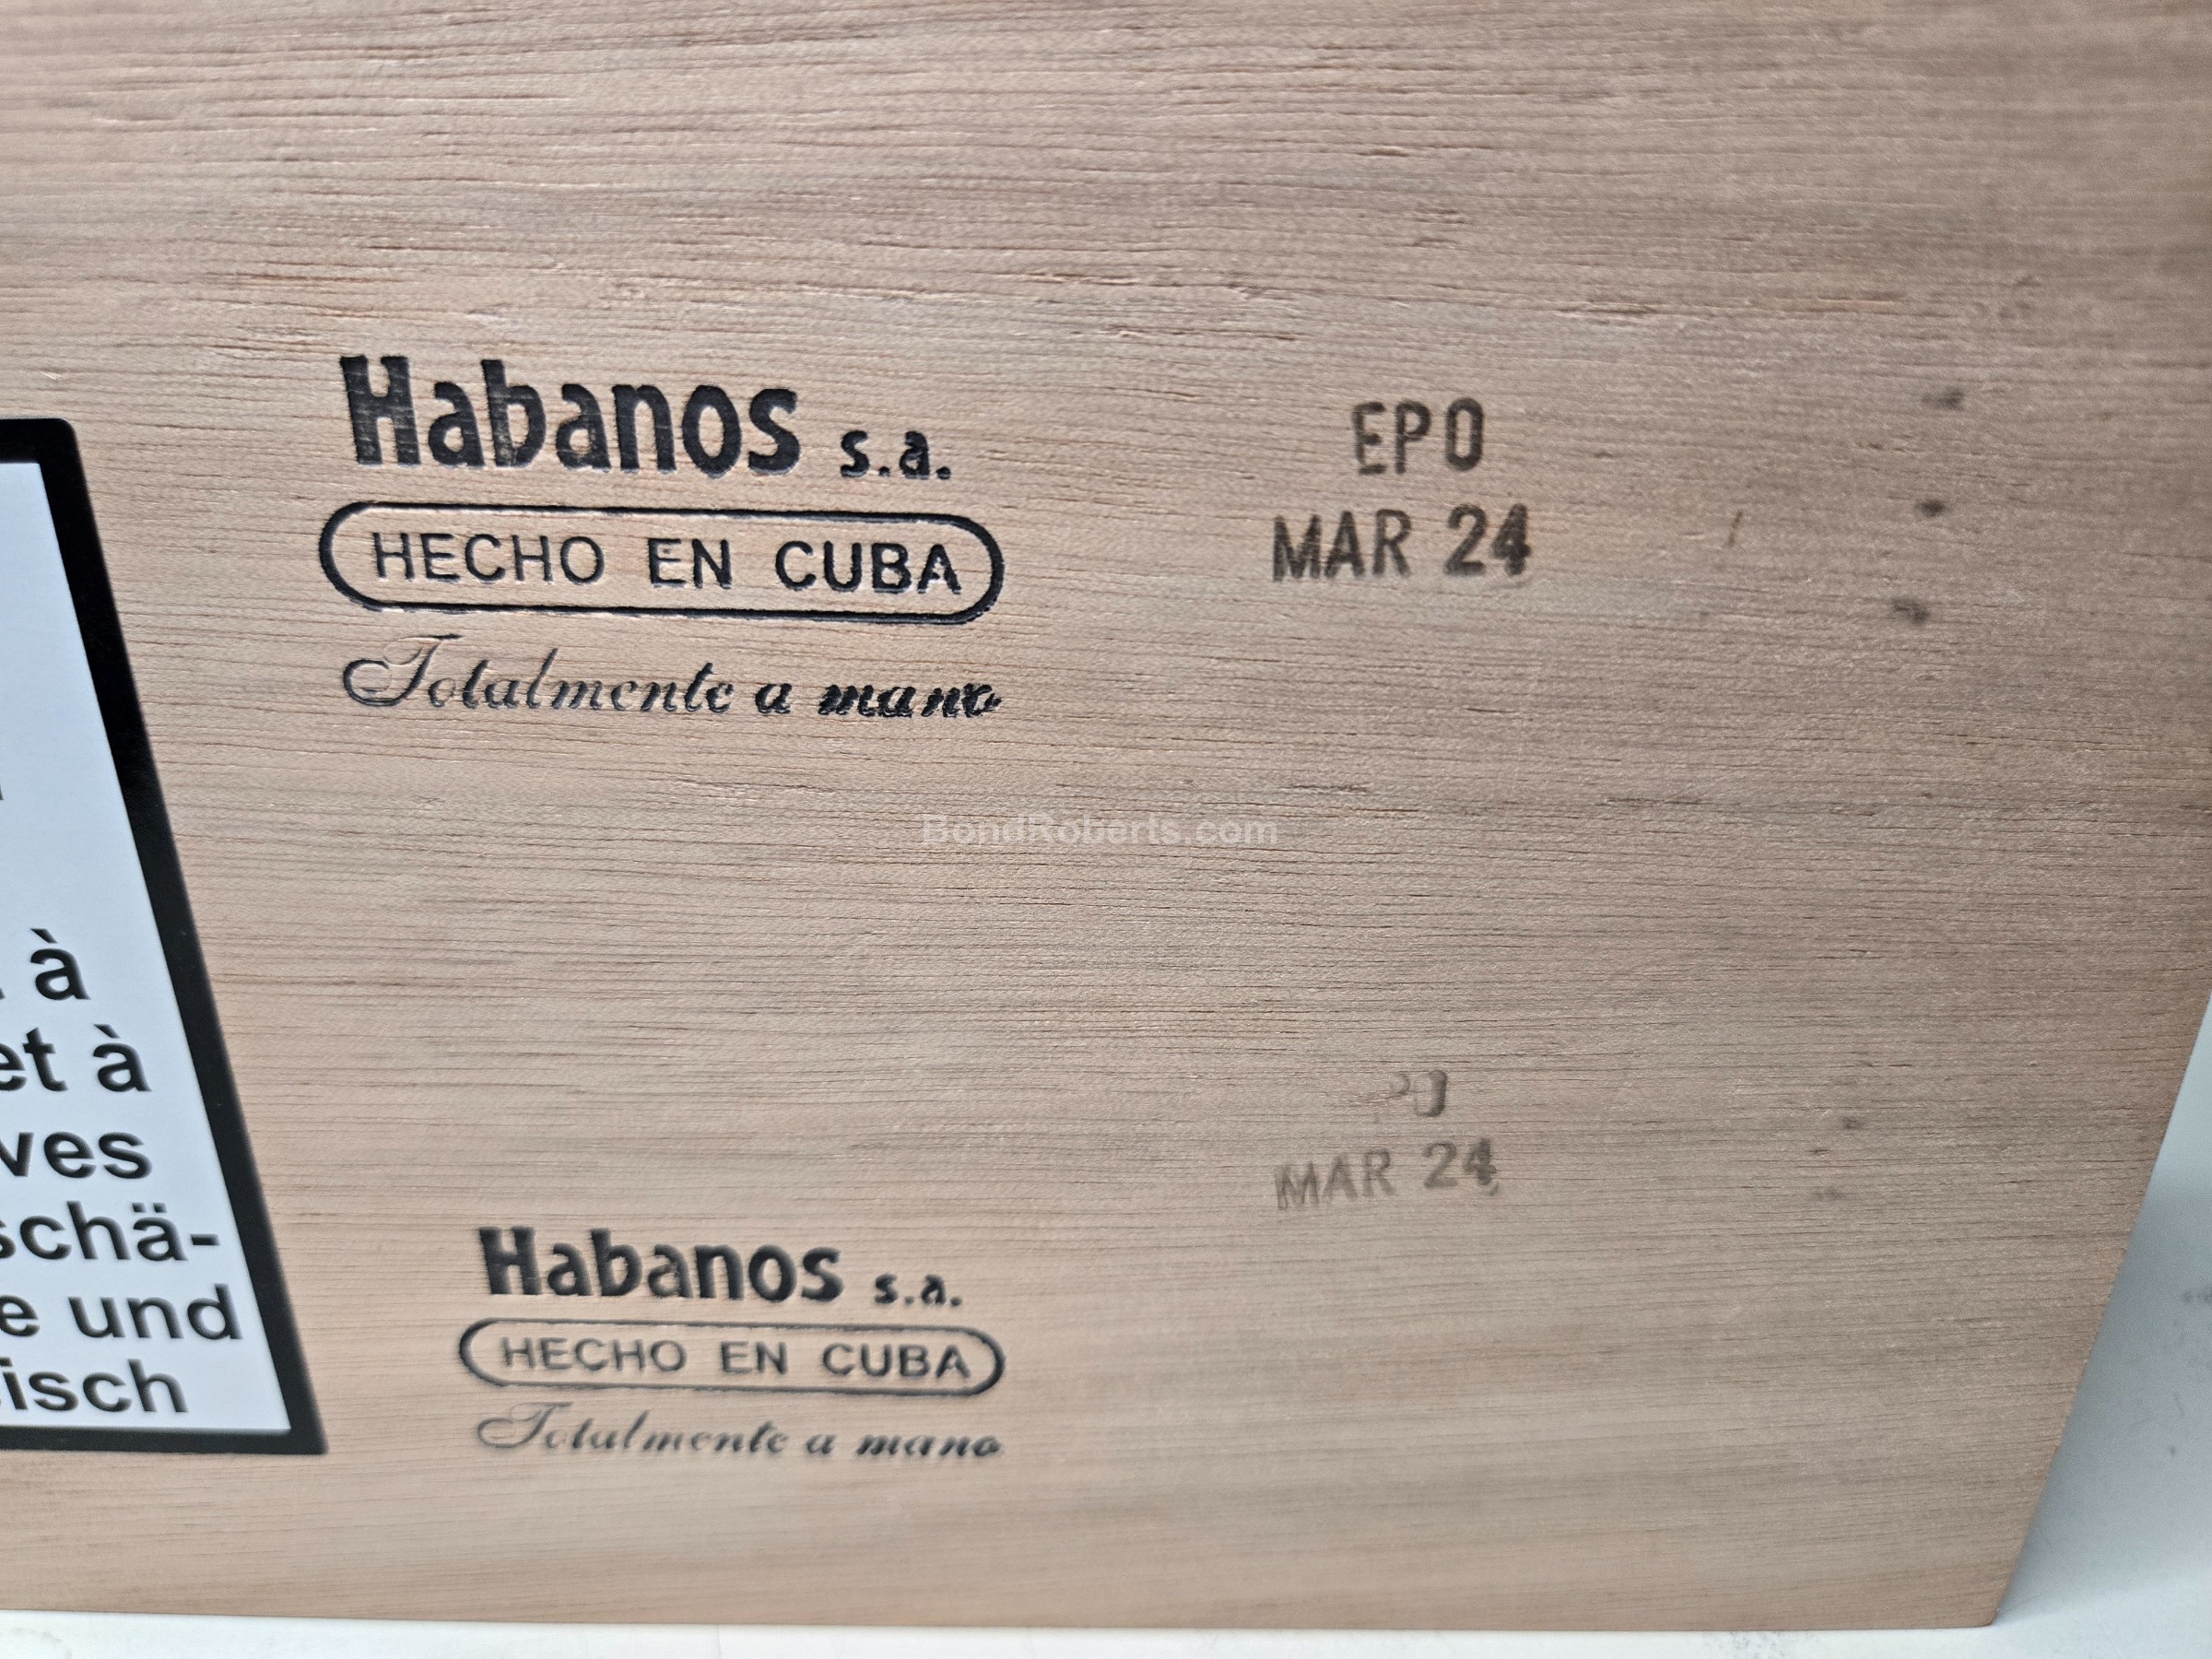 Habanos s.a.
HECHO EN CUBA
Totalmente a mano
EPO
MAR 24
BondRoberts.com
à
et à
ves
schä-
e und
isch
PO
MAR 24
Habanos s.a.
HECHO EN CUBA
Totalmente a mano